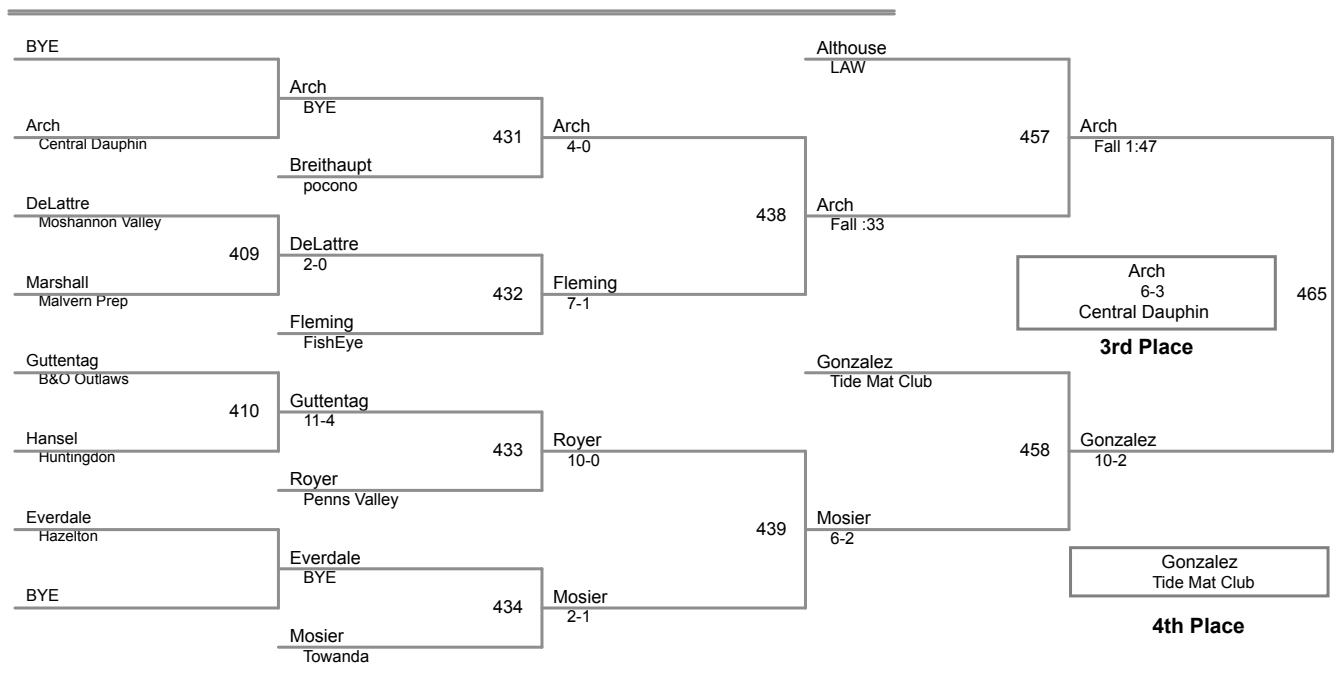 BYE
Althouse
LAW
Arch
BYE
Arch
Central Dauphin
431
Arch
4-0
457
Arch
Fall 1:47
Breithaupt
pocono
DeLattre
Moshannon Valley
438
Arch
Fall :33
409
DeLattre
2-0
Marshall
Malvern Prep
432
Fleming
7-1
Arch
6-3
Central Dauphin
465
3rd Place
Fleming
FishEye
Guttentag
B&O Outlaws
Gonzalez
Tide Mat Club
410
Guttentag
11-4
Hansel
Huntingdon
433
Royer
10-0
458
Gonzalez
10-2
Royer
Penns Valley
Everdale
Hazelton
439
Mosier
6-2
Everdale
BYE
Gonzalez
Tide Mat Club
BYE
434
Mosier
2-1
4th Place
Mosier
Towanda